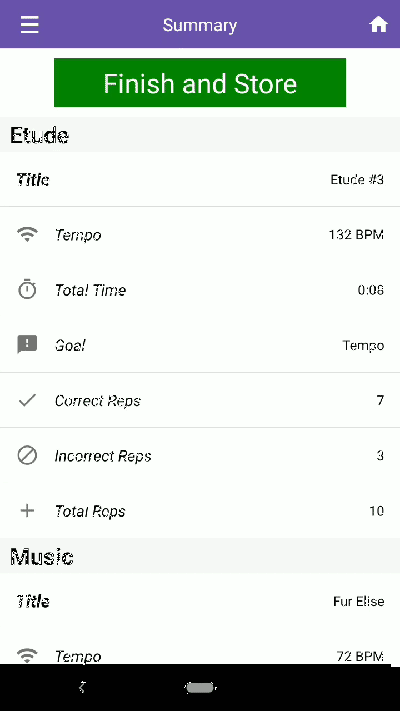 Summary
Finish and Store
Etude
Title Etude #3
Tempo 132 BPM
Total Time 0:06
Goal Tempo
Correct Reps 7
Incorrect Reps 3
Total Reps 10
Music
Title Fur Elise
Tempo 72 BPM